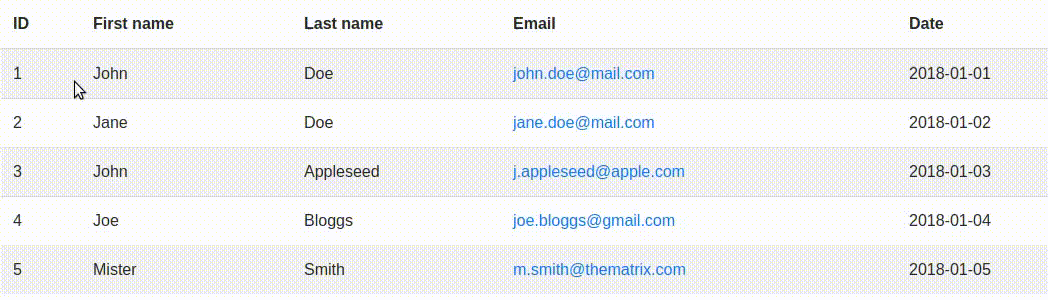 ID First name Last name Email Date
1 John Doe john.doe@mail.com 2018-01-01
2 Jane Doe jane.doe@mail.com 2018-01-02
3 John Appleseed j.appleseed@apple.com 2018-01-03
4 Joe Bloggs joe.bloggs@gmail.com 2018-01-04
5 Mister Smith m.smith@thematrix.com 2018-01-05